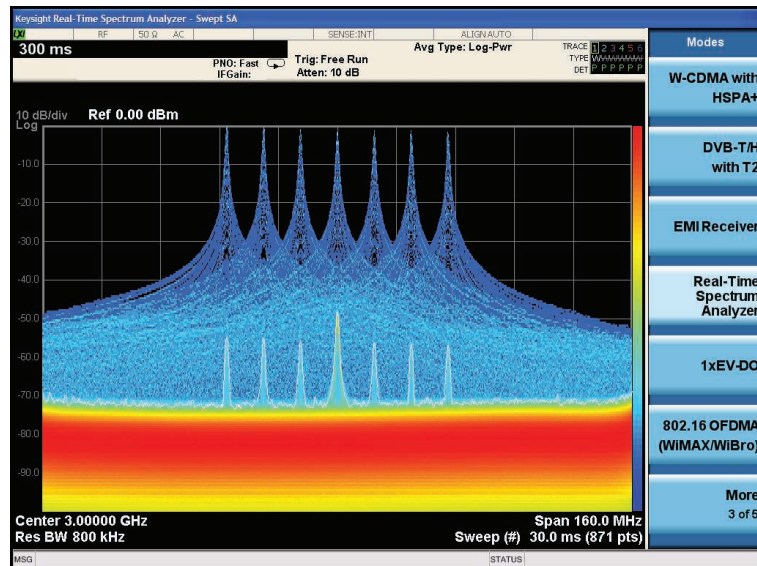 Keysight Real-Time Spectrum Analyzer - Swept SA
LXI RF 50 Ω AC SENSE:INT ALIGN AUTO
300 ms
Avg Type: Log-Pwr
PNO: Fast
IFGain:
Trig: Free Run
Atten: 10 dB
TRACE 1 2 3 4 5 6
TYPE
DET P P P P P P
10 dB/div Ref 0.00 dBm
Log
-10.0
-20.0
-30.0
-40.0
-50.0
-60.0
-70.0
-80.0
-90.0
Center 3.00000 GHz
Res BW 800 kHz
Span 160.0 MHz
Sweep (#) 30.0 ms (871 pts)
MSG STATUS
Modes
W-CDMA with
HSPA+
DVB-T/H
with T2
EMI Receiver
Real-Time
Spectrum
Analyzer
1xEV-DO
802.16 OFDMA
(WiMAX/WiBro)
More
3 of 5